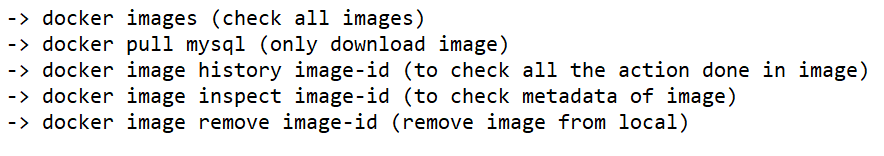 -> docker images (check all images)
-> docker pull mysql (only download image)
-> docker image history image-id (to check all the action done in image)
-> docker image inspect image-id (to check metadata of image)
-> docker image remove image-id (remove image from local)